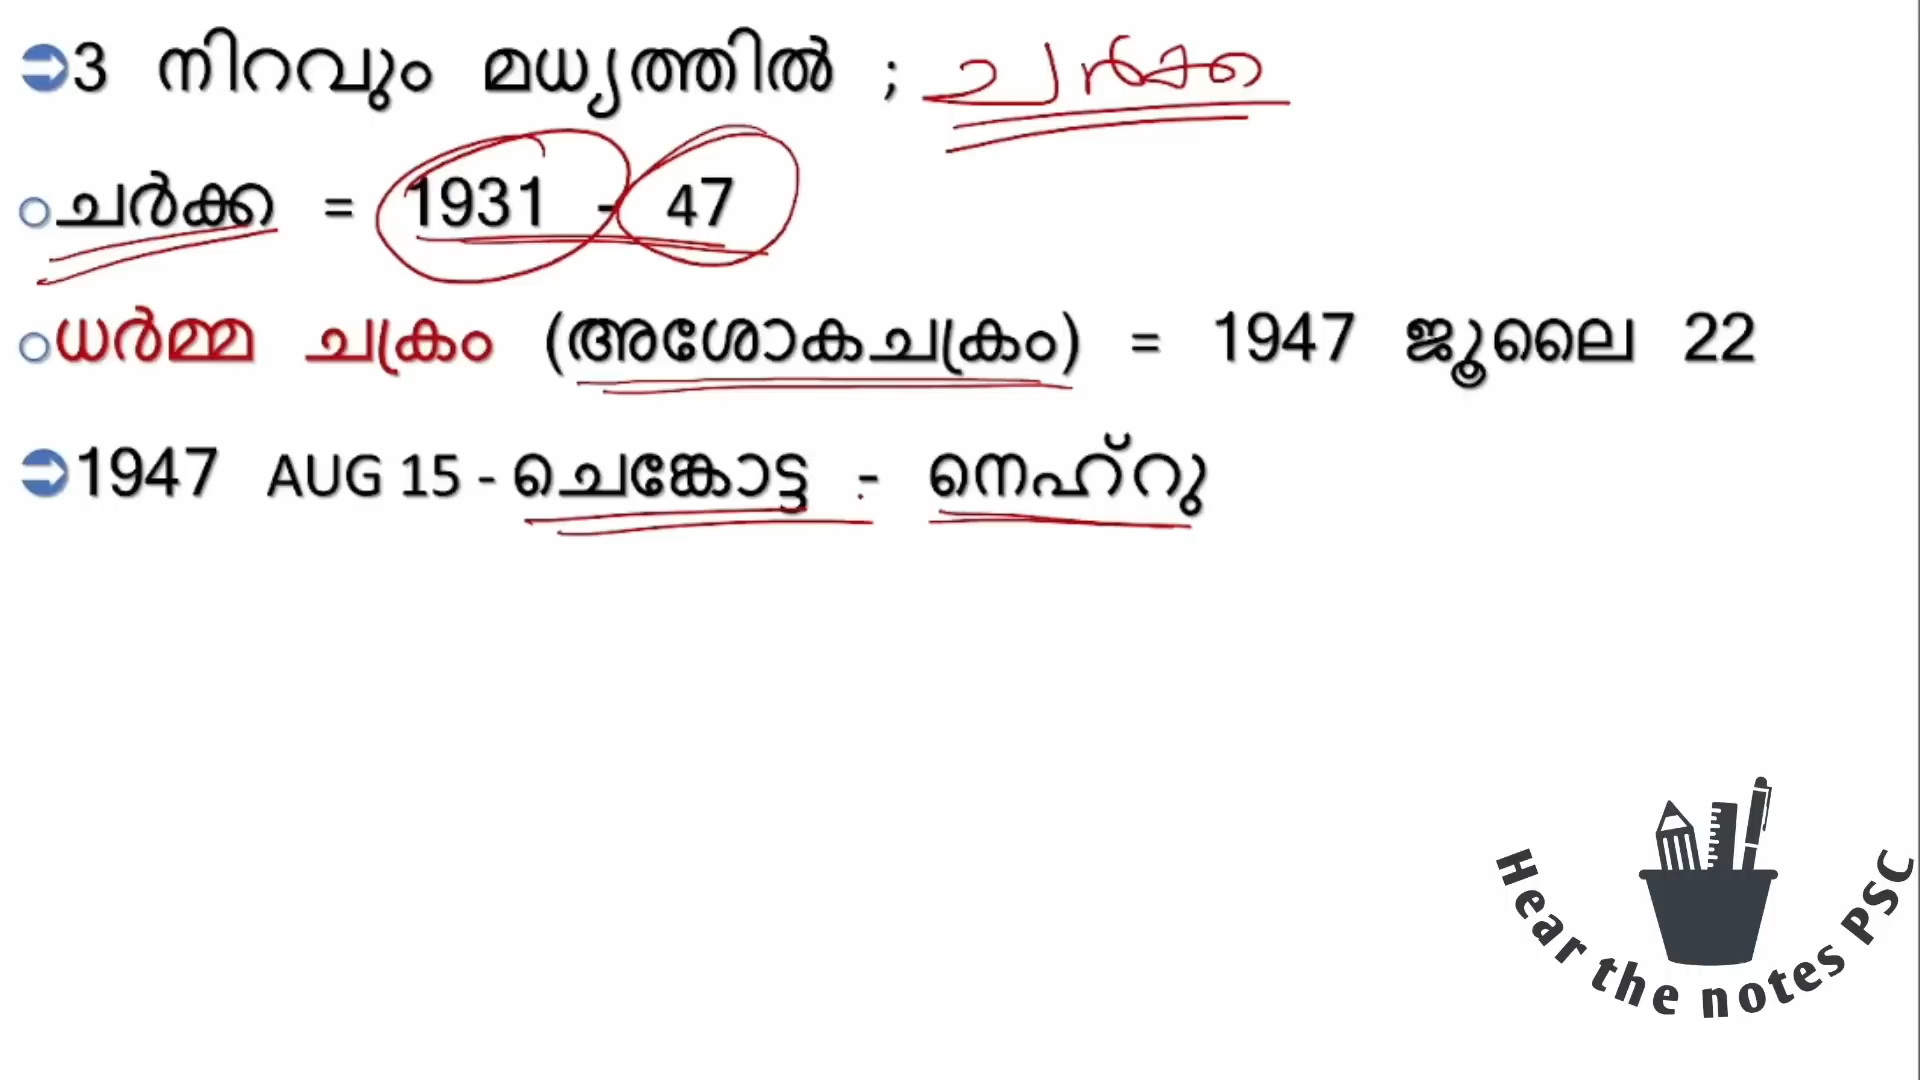 3 നിറവും മധ്യത്തിൽ ; ചർക്ക
ചർക്ക = 1931 - 47
ധർമ്മ ചക്രം (അശോകചക്രം) = 1947 ജൂലൈ 22
1947 AUG 15 - ചെങ്കോട്ട - നെഹ്റു
Hear the notes PSC